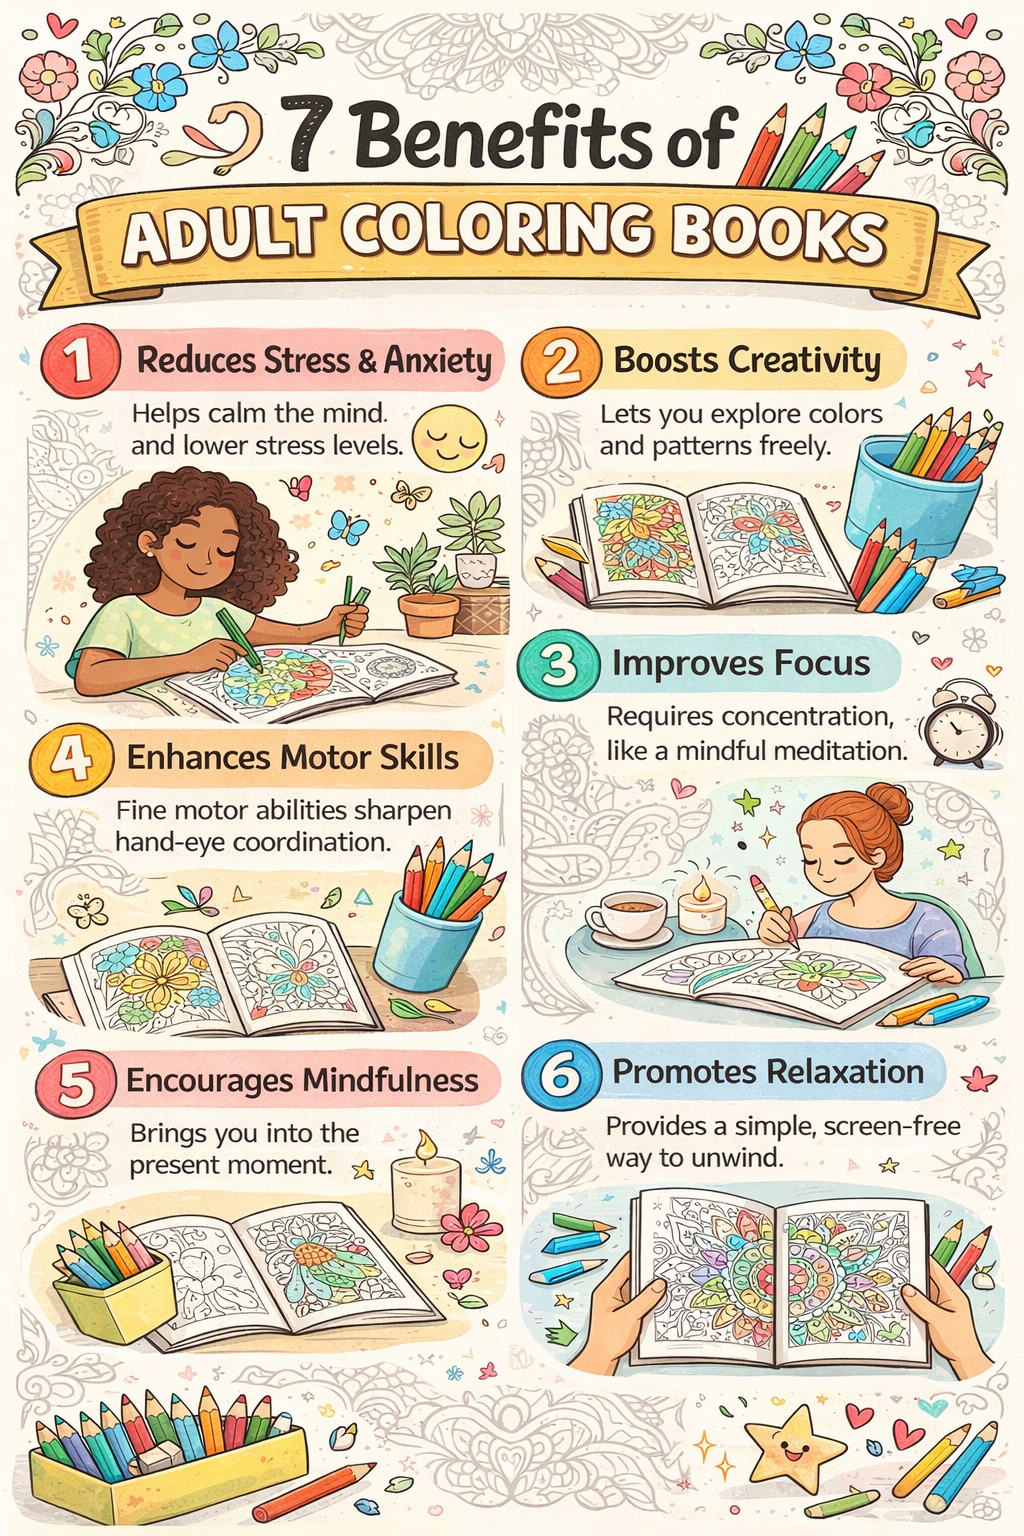 7 Benefits of
ADULT COLORING BOOKS
1 Reduces Stress & Anxiety
Helps calm the mind.
and lower stress levels.
2 Boosts Creativity
Lets you explore colors
and patterns freely.
3 Improves Focus
Requires concentration,
like a mindful meditation.
4 Enhances Motor Skills
Fine motor abilities sharpen
hand-eye coordination.
5 Encourages Mindfulness
Brings you into the
present moment.
6 Promotes Relaxation
Provides a simple, screen-free
way to unwind.